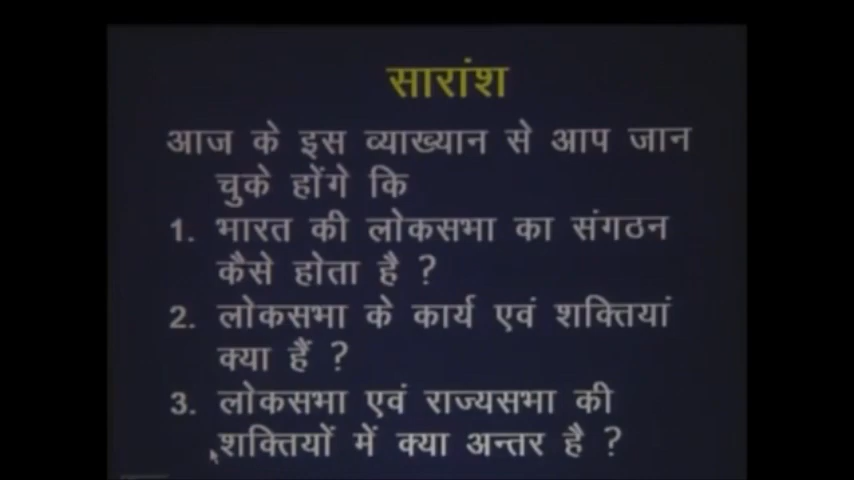 सारांश
आज के इस व्याख्यान से आप जान
चुके होंगे कि
1. भारत की लोकसभा का संगठन
कैसे होता है ?
2. लोकसभा के कार्य एवं शक्तियां
क्या हैं ?
3. लोकसभा एवं राज्यसभा की
शक्तियों में क्या अन्तर है ?